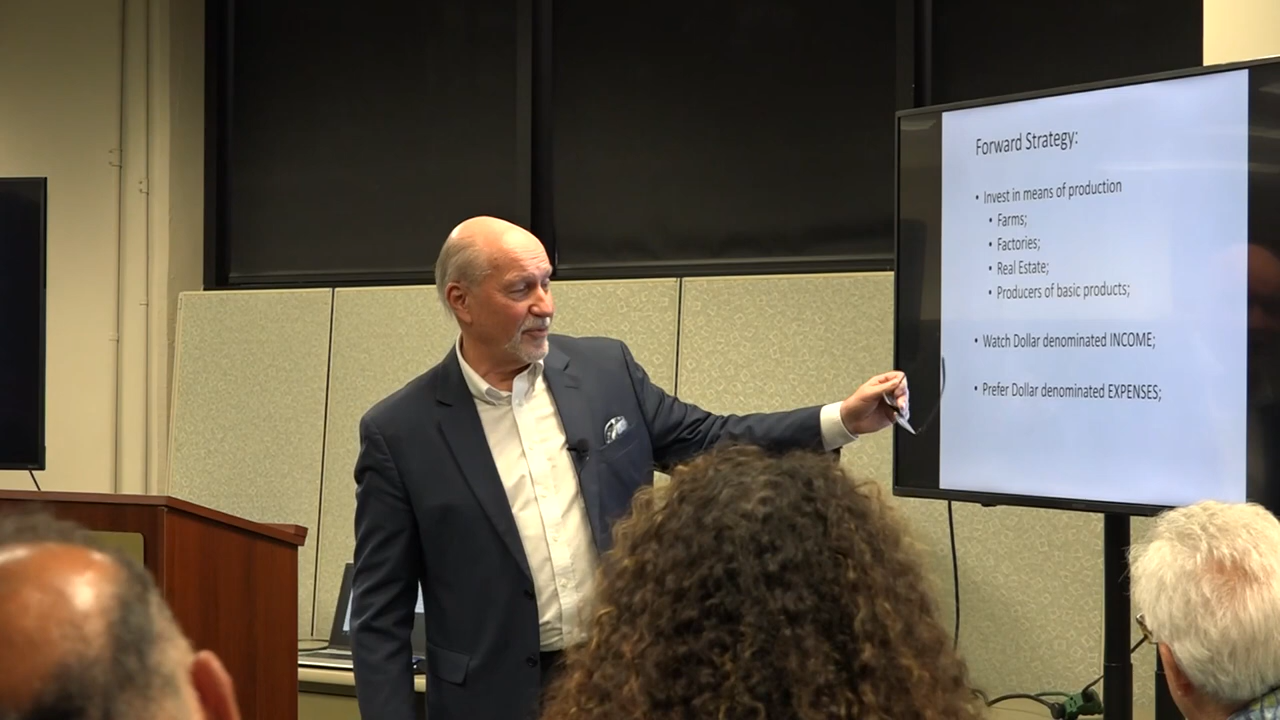 Forward Strategy:
• Invest in means of production
• Farms;
• Factories;
• Real Estate;
• Producers of basic products;
• Watch Dollar denominated INCOME;
• Prefer Dollar denominated EXPENSES;